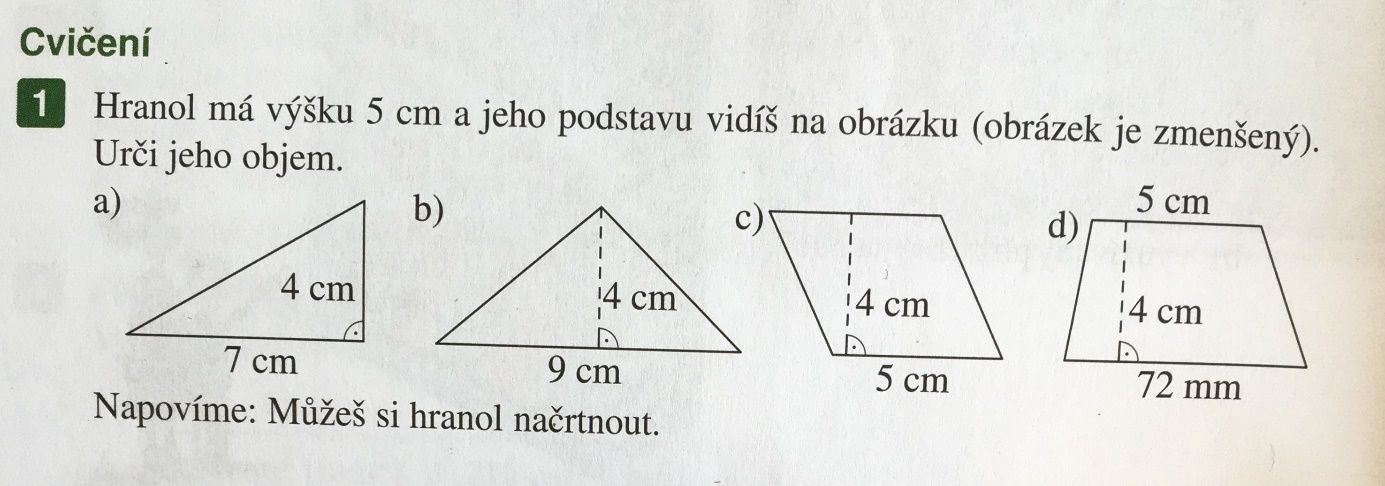 Cvičení
1 Hranol má výšku 5 cm a jeho podstavu vidíš na obrázku (obrázek je zmenšený).
Urči jeho objem.
a) 4 cm 7 cm
b) 4 cm 9 cm
c) 4 cm 5 cm
d) 5 cm 4 cm 72 mm
Napovíme: Můžeš si hranol načrtnout.